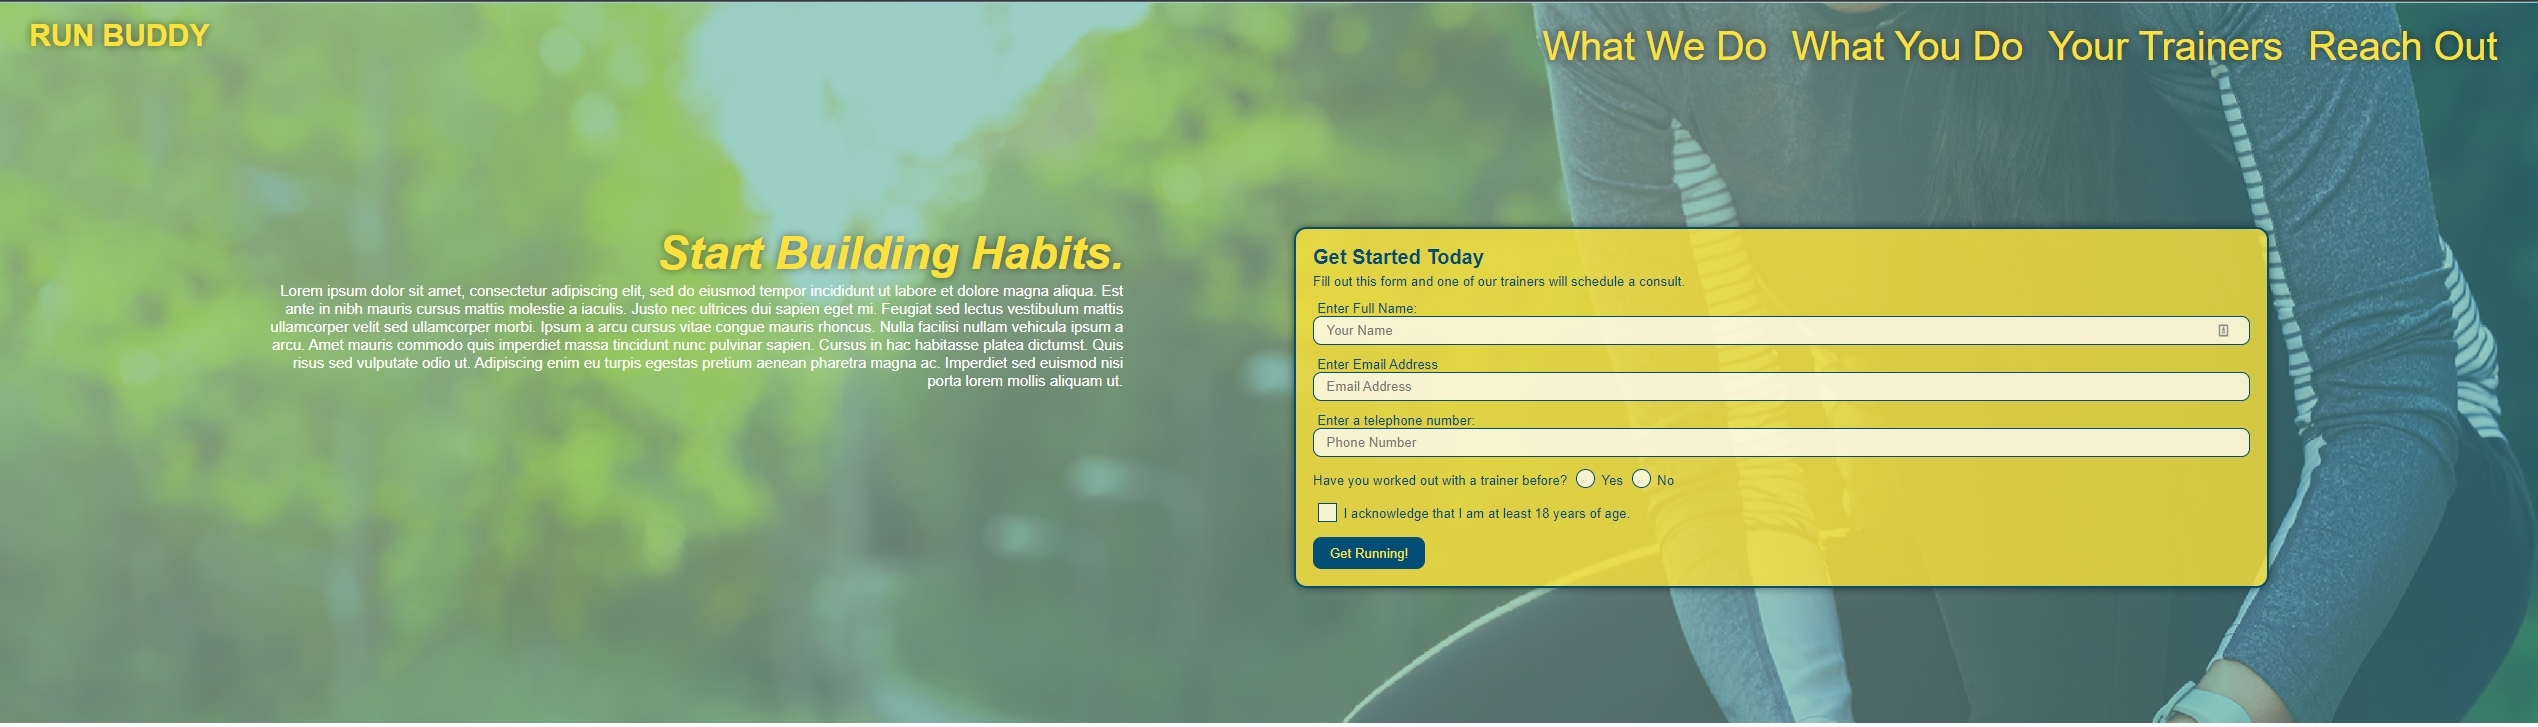 RUN BUDDY
What We Do What You Do Your Trainers Reach Out
Start Building Habits.
Lorem ipsum dolor sit amet, consectetur adipiscing elit, sed do eiusmod tempor incididunt ut labore et dolore magna aliqua. Est
ante in nibh mauris cursus mattis molestie a iaculis. Justo nec ultrices dui sapien eget mi. Feugiat sed lectus vestibulum mattis
ullamcorper velit sed ullamcorper morbi. Ipsum a arcu cursus vitae congue mauris rhoncus. Nulla facilisi nullam vehicula ipsum a
arcu. Amet mauris commodo quis imperdiet massa tincidunt nunc pulvinar sapien. Cursus in hac habitasse platea dictumst. Quis
risus sed vulputate odio ut. Adipiscing enim eu turpis egestas pretium aenean pharetra magna ac. Imperdiet sed euismod nisi
porta lorem mollis aliquam ut.
Get Started Today
Fill out this form and one of our trainers will schedule a consult.
Enter Full Name:
Your Name
Enter Email Address
Email Address
Enter a telephone number:
Phone Number
Have you worked out with a trainer before? Yes No
I acknowledge that I am at least 18 years of age.
Get Running!